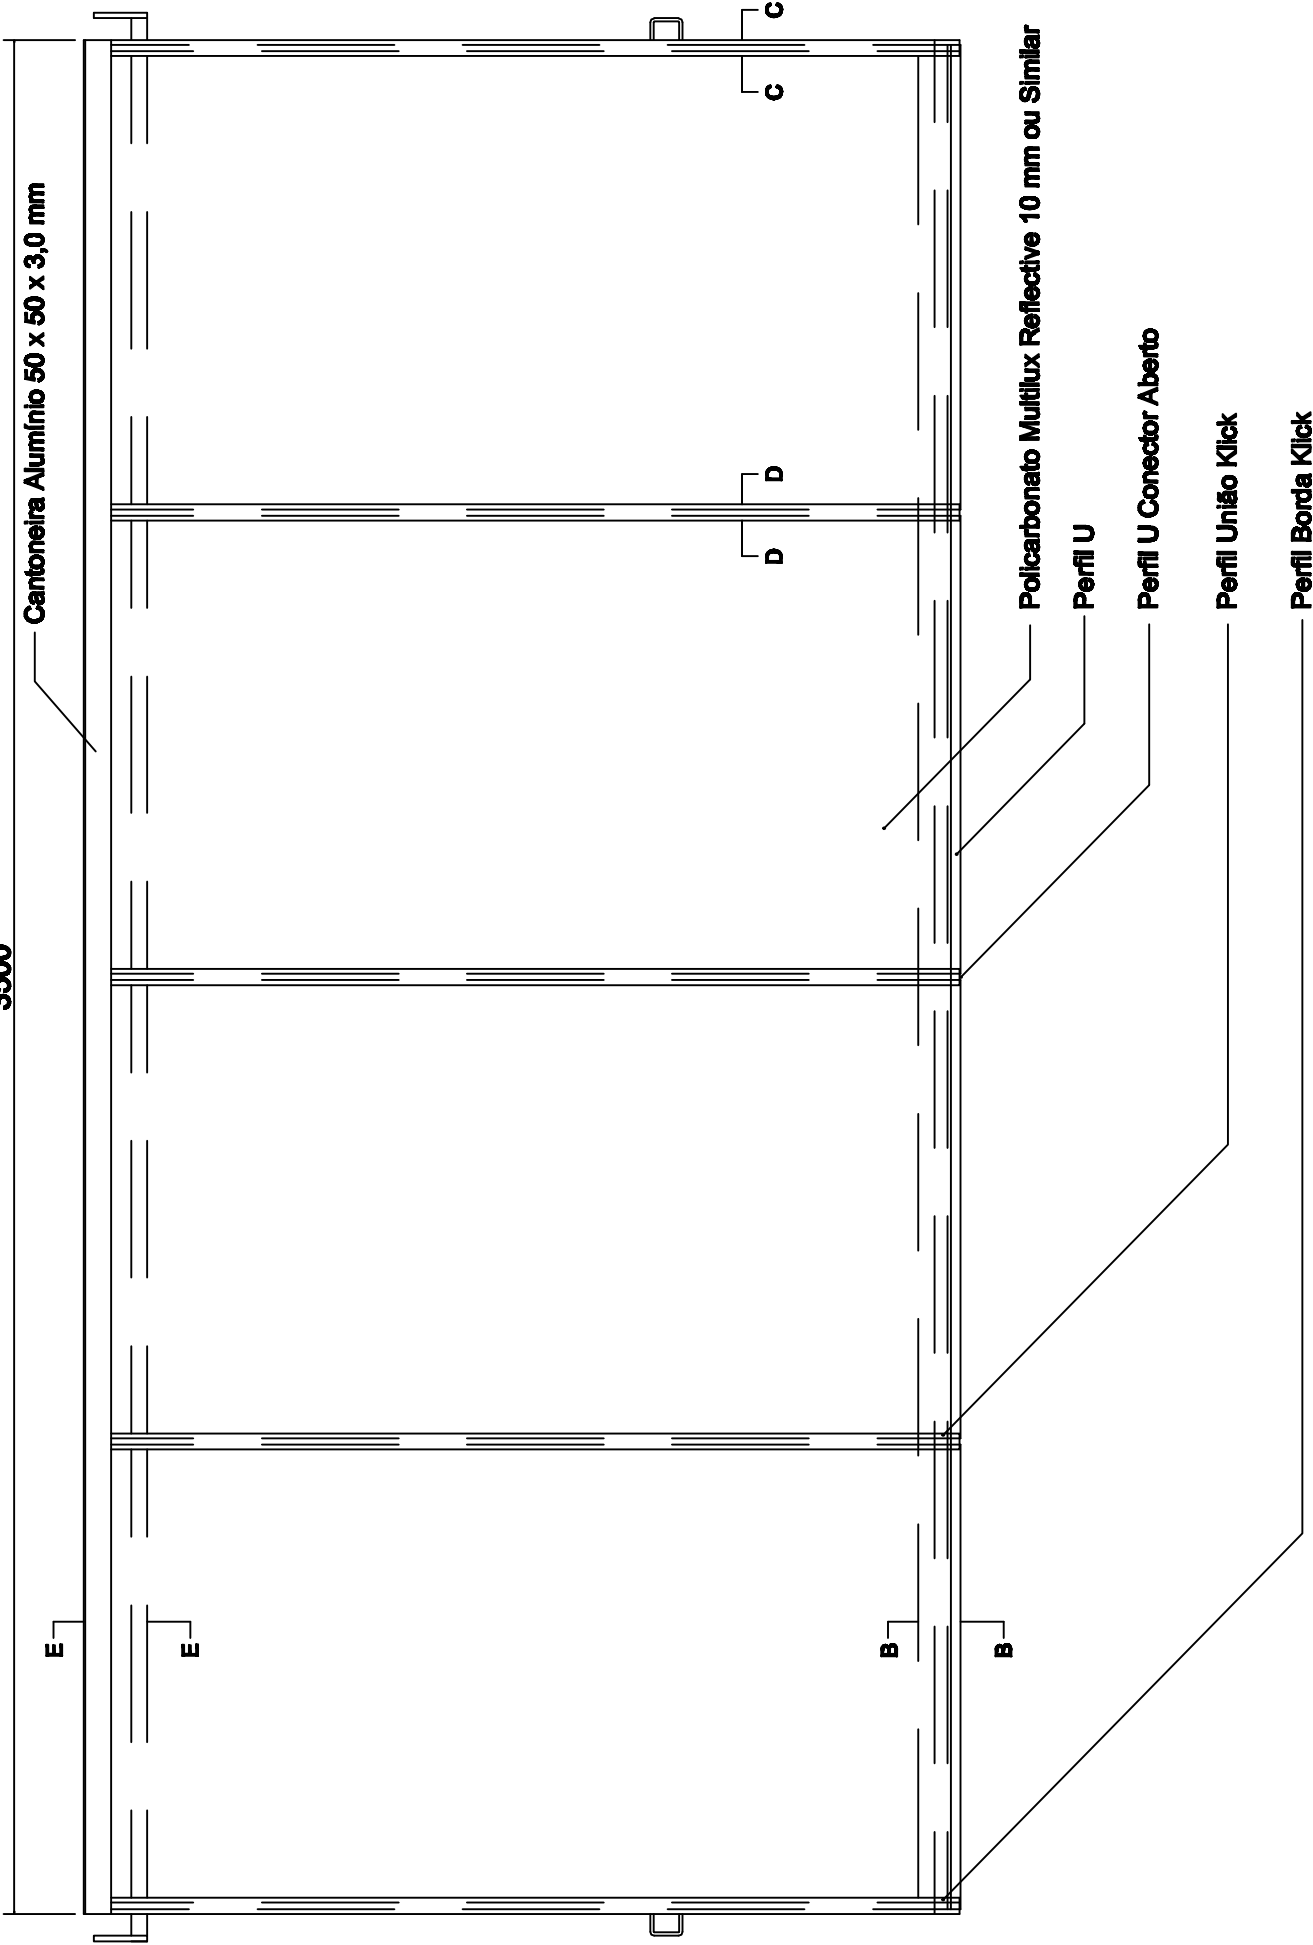 Cantoneira Alumínio 50 x 50 x 3,0 mm
E
E
B
B
D
D
C
C
Policarbonato Multilux Reflective 10 mm ou Similar
Perfil U
Perfil U Conector Aberto
Perfil União Klick
Perfil Borda Klick